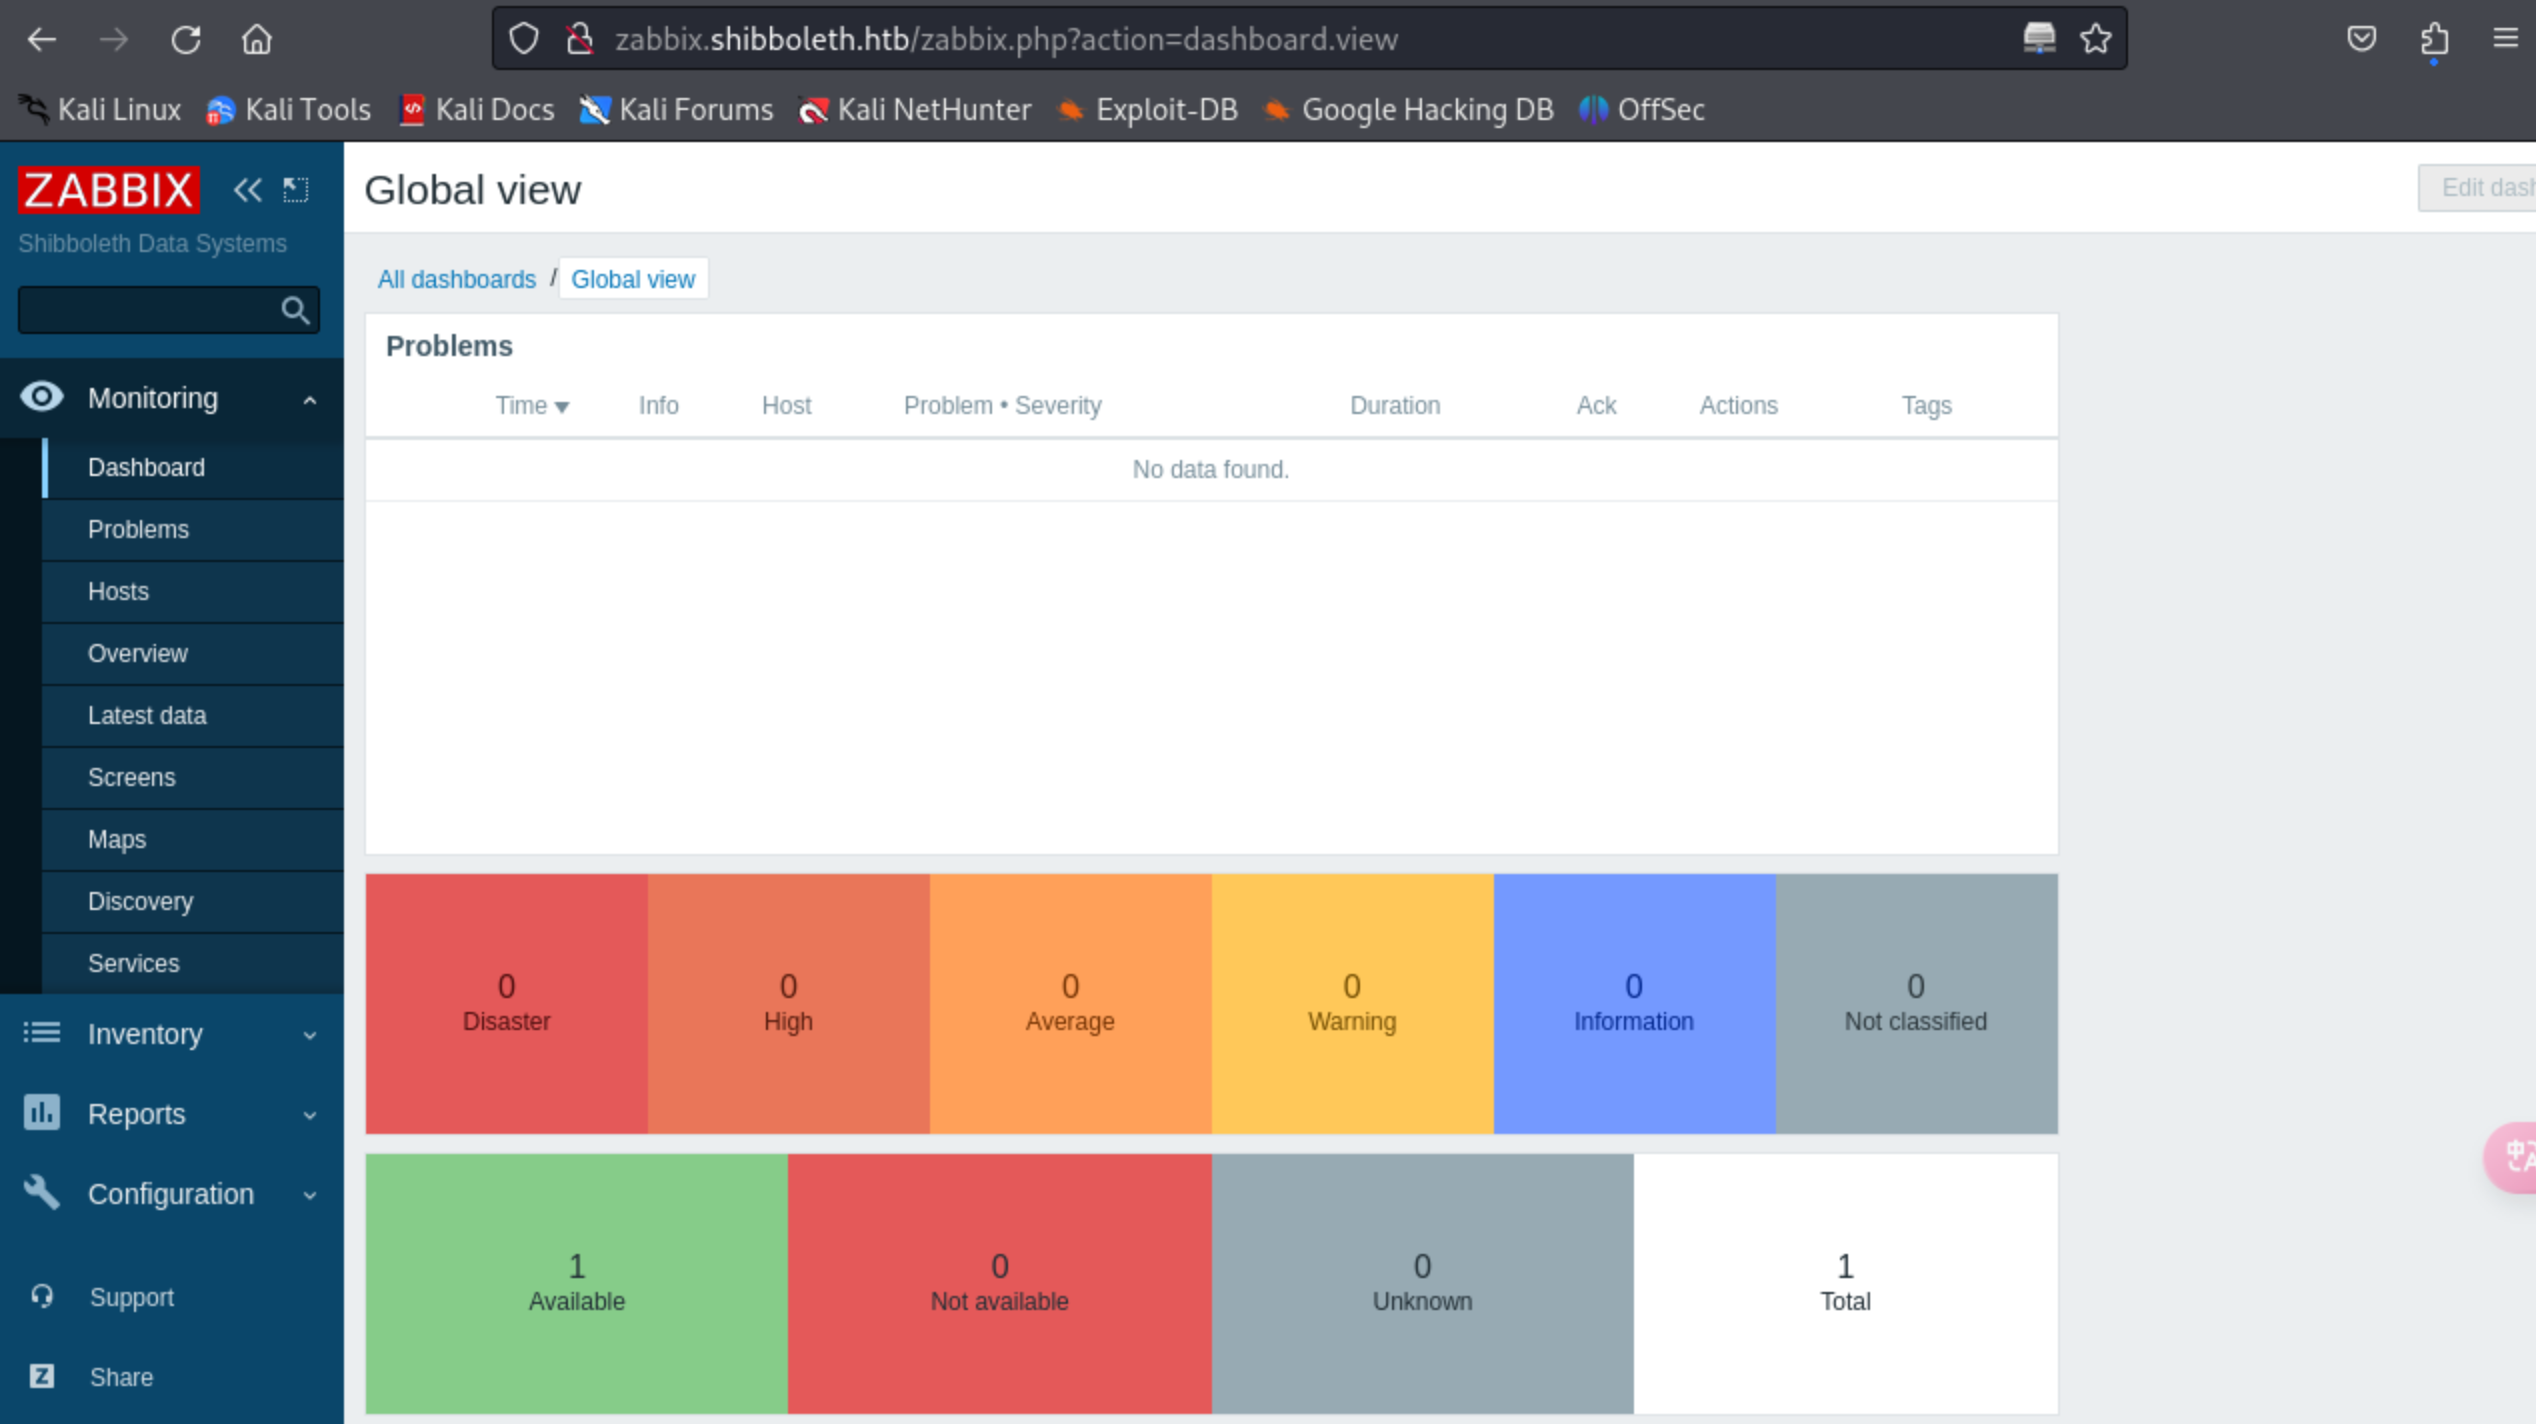 zabbix.shibboleth.htb/zabbix.php?action=dashboard.view
Kali Linux Kali Tools Kali Docs Kali Forums Kali NetHunter Exploit-DB Google Hacking DB OffSec
ZABBIX
Shibboleth Data Systems
Monitoring
Dashboard
Problems
Hosts
Overview
Latest data
Screens
Maps
Discovery
Services
Inventory
Reports
Configuration
Support
Z Share
Global view
Edit
All dashboards / Global view
Problems
Time Info Host Problem • Severity Duration Ack Actions Tags
No data found.
0 0 0 0 0 0
Disaster High Average Warning Information Not classified
1 0 0 1
Available Not available Unknown Total